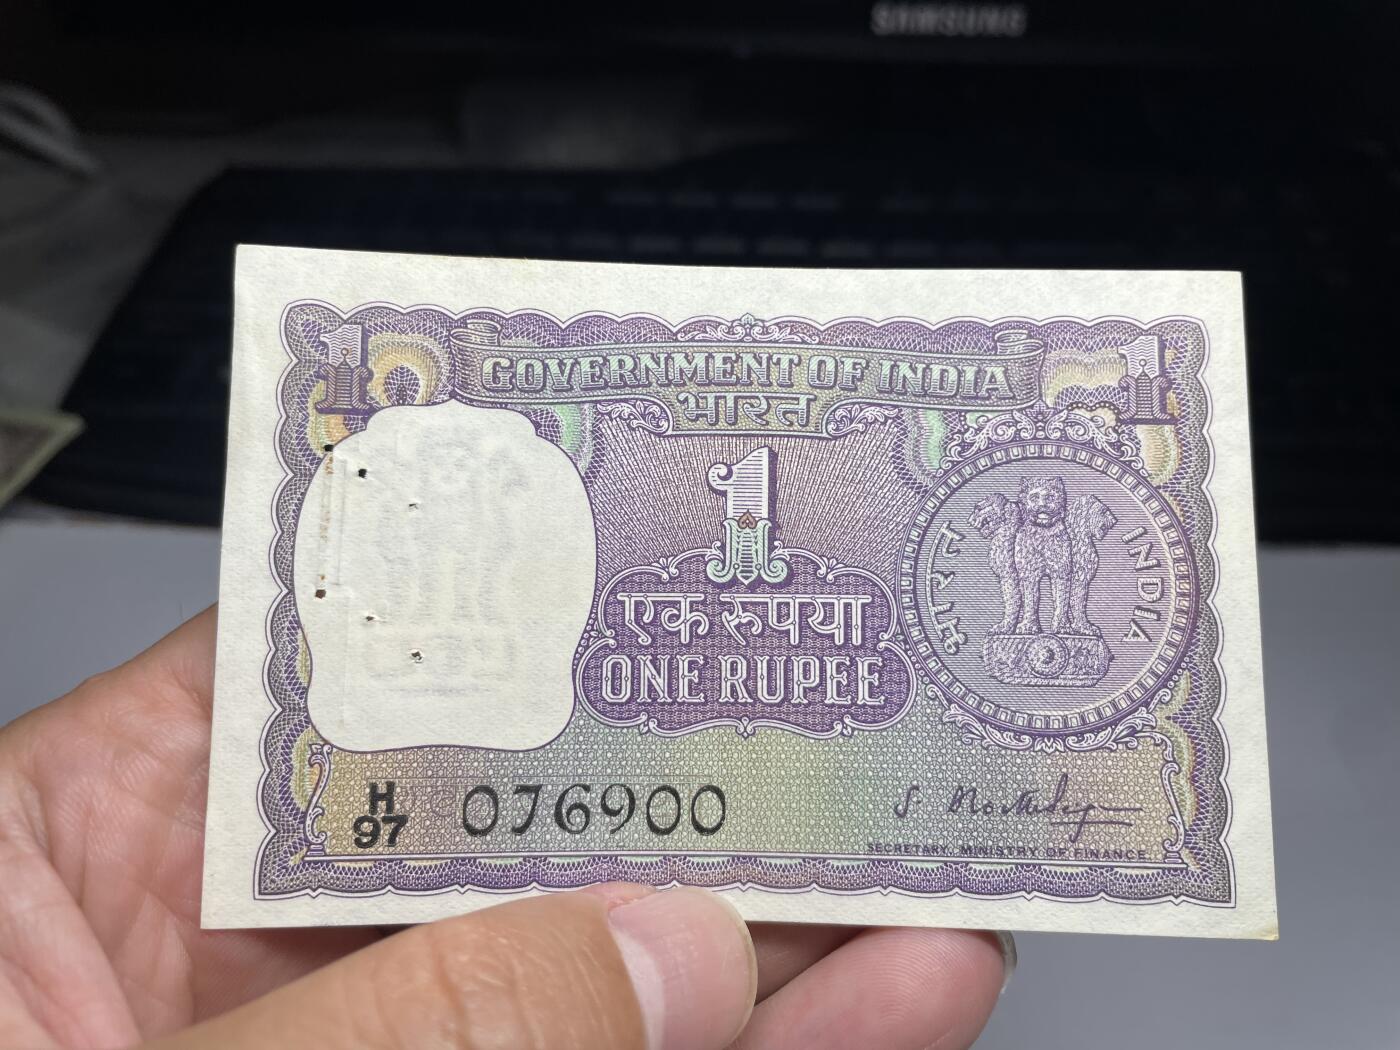 SAMSUNG
1
1
GOVERNMENT OF INDIA
भारत
1
एक रुपया
ONE RUPEE
भारत
INDIA
H
97
076900
SECRETARY, MINISTRY OF FINANCE.